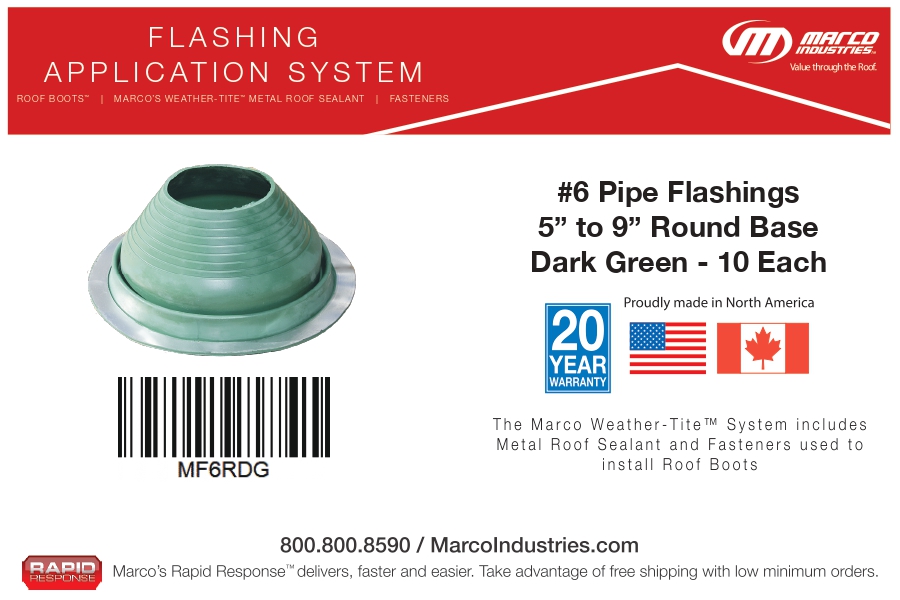 FLASHING
APPLICATION SYSTEM
ROOF BOOTS™ | MARCO'S WEATHER-TITE™ METAL ROOF SEALANT | FASTENERS
MARCO
INDUSTRIES™
Value through the Roof.
#6 Pipe Flashings
5” to 9” Round Base
Dark Green - 10 Each
Proudly made in North America
20
YEAR
WARRANTY
The Marco Weather-Tite™ System includes
Metal Roof Sealant and Fasteners used to
install Roof Boots
MF6RDG
800.800.8590 / MarcoIndustries.com
RAPID
RESPONSE
Marco's Rapid Response™ delivers, faster and easier. Take advantage of free shipping with low minimum orders.